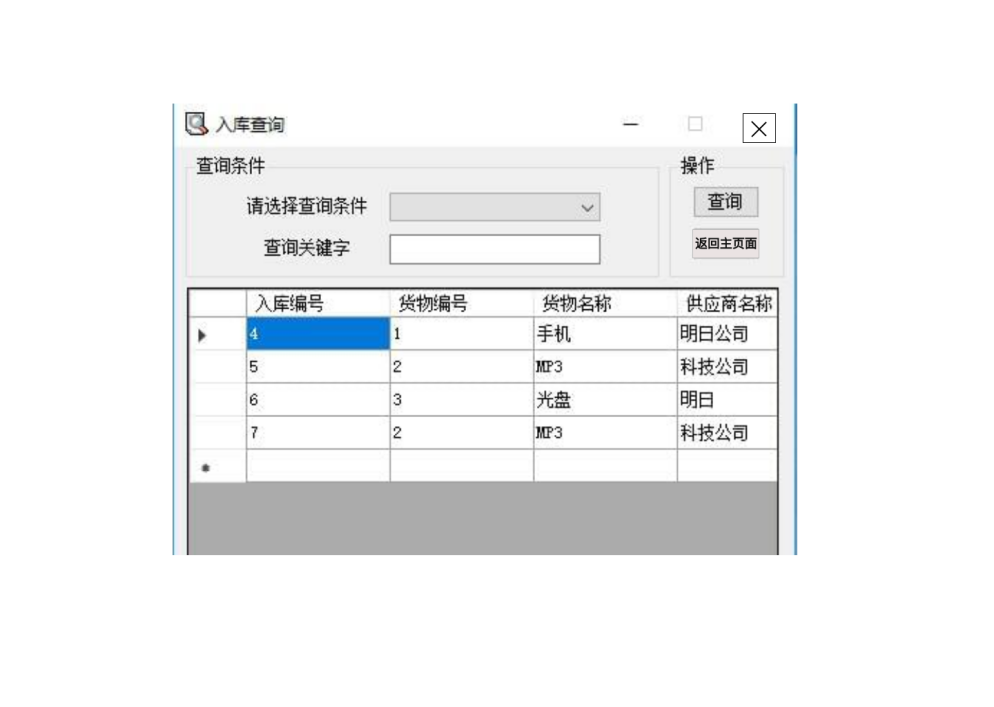 入库查询
查询条件
操作
请选择查询条件
查询
查询关键字
返回主页面
入库编号 货物编号 货物名称 供应商名称
4 1 手机 明日公司
5 2 MP3 科技公司
6 3 光盘 明日
7 2 MP3 科技公司